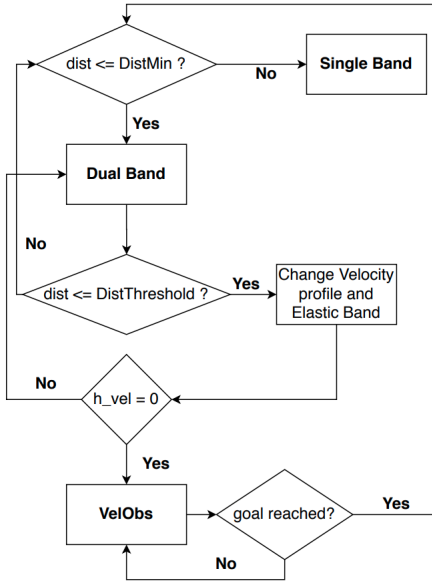 dist <= DistMin ?
No
Single Band
Yes
Dual Band
No
dist <= DistThreshold ?
Yes
Change Velocity
profile and
Elastic Band
No
h_vel = 0
Yes
VelObs
goal reached?
Yes
No